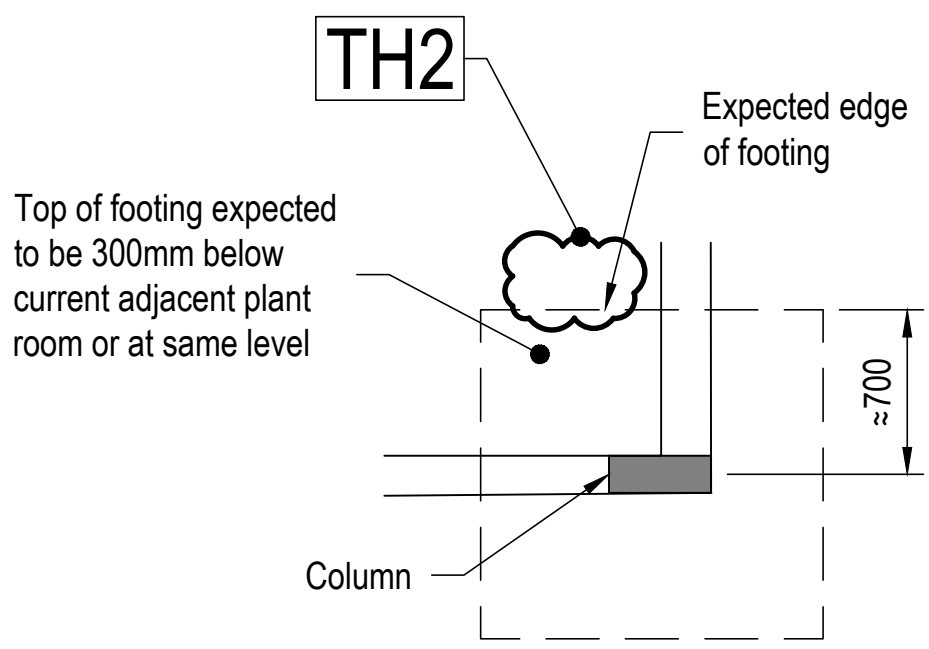 TH2
Expected edge
of footing
Top of footing expected
to be 300mm below
current adjacent plant
room or at same level
≈700
Column